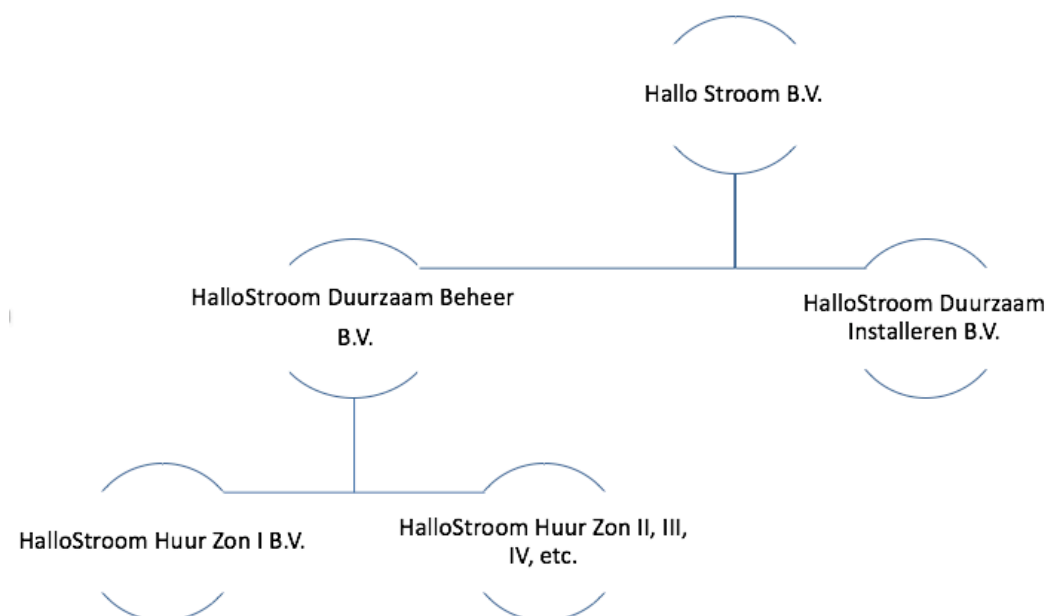 Hallo Stroom B.V.
HalloStroom Duurzaam Beheer
B.V.
HalloStroom Duurzaam
Installeren B.V.
HalloStroom Huur Zon I B.V.
HalloStroom Huur Zon II, III,
IV, etc.